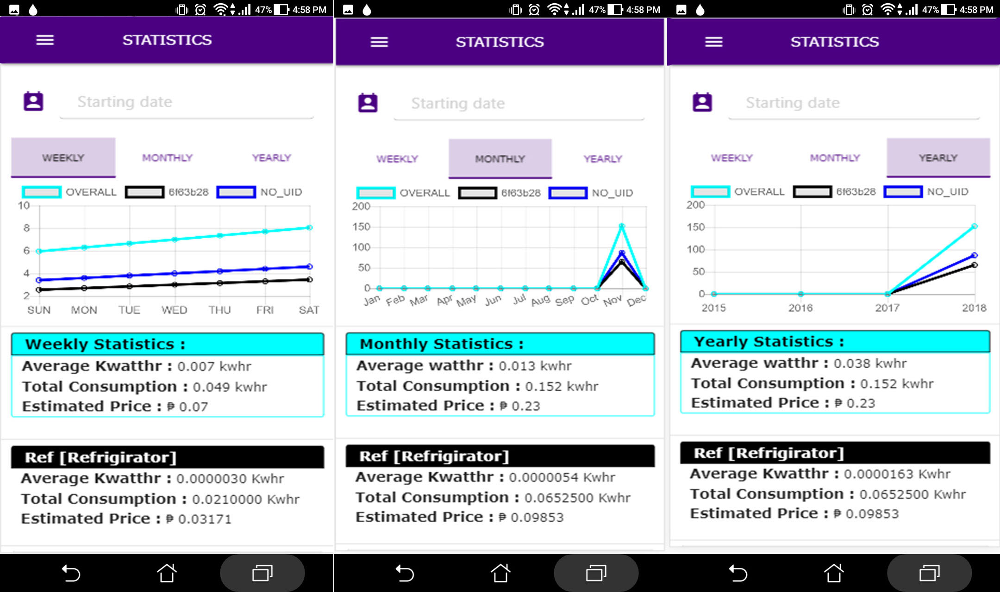 47% 4:58 PM
STATISTICS
Starting date
WEEKLY MONTHLY YEARLY
OVERALL 6f63b28 NO_UID
10
8
6
4
2
SUN MON TUE WED THU FRI SAT
Weekly Statistics :
Average Kwatthr : 0.007 kwhr
Total Consumption : 0.049 kwhr
Estimated Price : ₱ 0.07
Ref [Refrigirator]
Average Kwatthr : 0.0000030 Kwhr
Total Consumption : 0.0210000 Kwhr
Estimated Price : ₱ 0.03171
47% 4:58 PM
STATISTICS
Starting date
WEEKLY MONTHLY YEARLY
OVERALL 6f63b28 NO_UID
200
150
100
50
0
Jan Feb Mar Apr May Jun Jul Aug Sep Oct Nov Dec
Monthly Statistics :
Average watthr : 0.013 kwhr
Total Consumption : 0.152 kwhr
Estimated Price : ₱ 0.23
Ref [Refrigirator]
Average Kwatthr : 0.0000054 Kwhr
Total Consumption : 0.0652500 Kwhr
Estimated Price : ₱ 0.09853
47% 4:58 PM
STATISTICS
Starting date
WEEKLY MONTHLY YEARLY
OVERALL 6f63b28 NO_UID
200
150
100
50
0
2015 2016 2017 2018
Yearly Statistics :
Average watthr : 0.038 kwhr
Total Consumption : 0.152 kwhr
Estimated Price : ₱ 0.23
Ref [Refrigirator]
Average Kwatthr : 0.0000163 Kwhr
Total Consumption : 0.0652500 Kwhr
Estimated Price : ₱ 0.09853